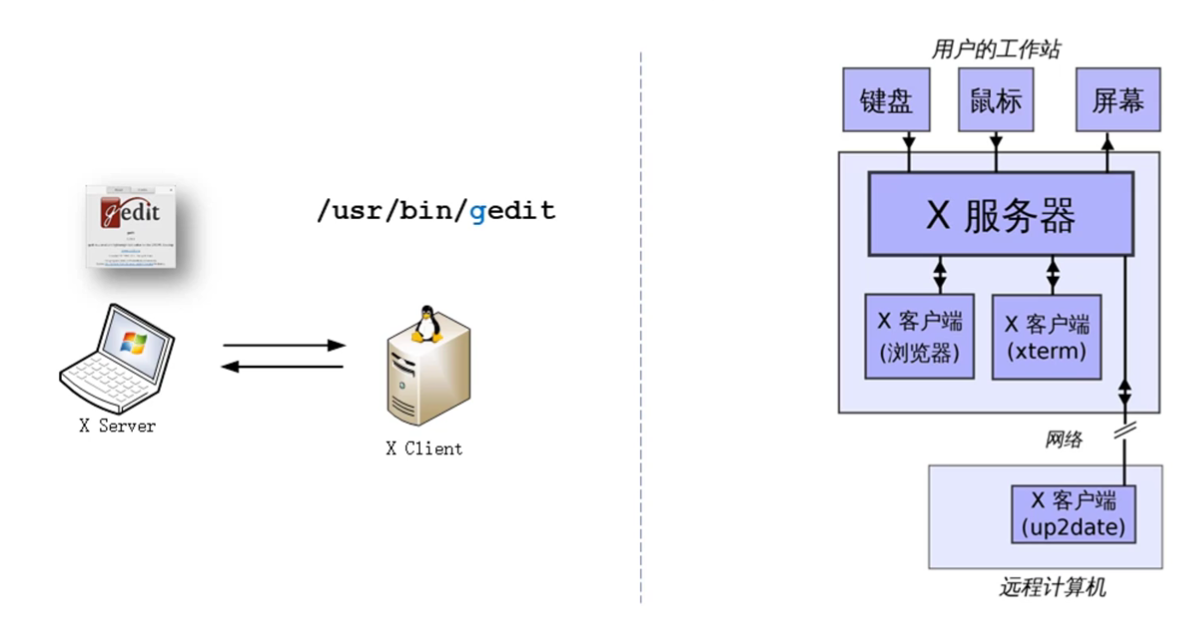 gedit
/usr/bin/gedit
X Server
X Client
用户的工作站
键盘
鼠标
屏幕
X 服务器
X 客户端
(浏览器)
X 客户端
(xterm)
网络
X 客户端
(up2date)
远程计算机